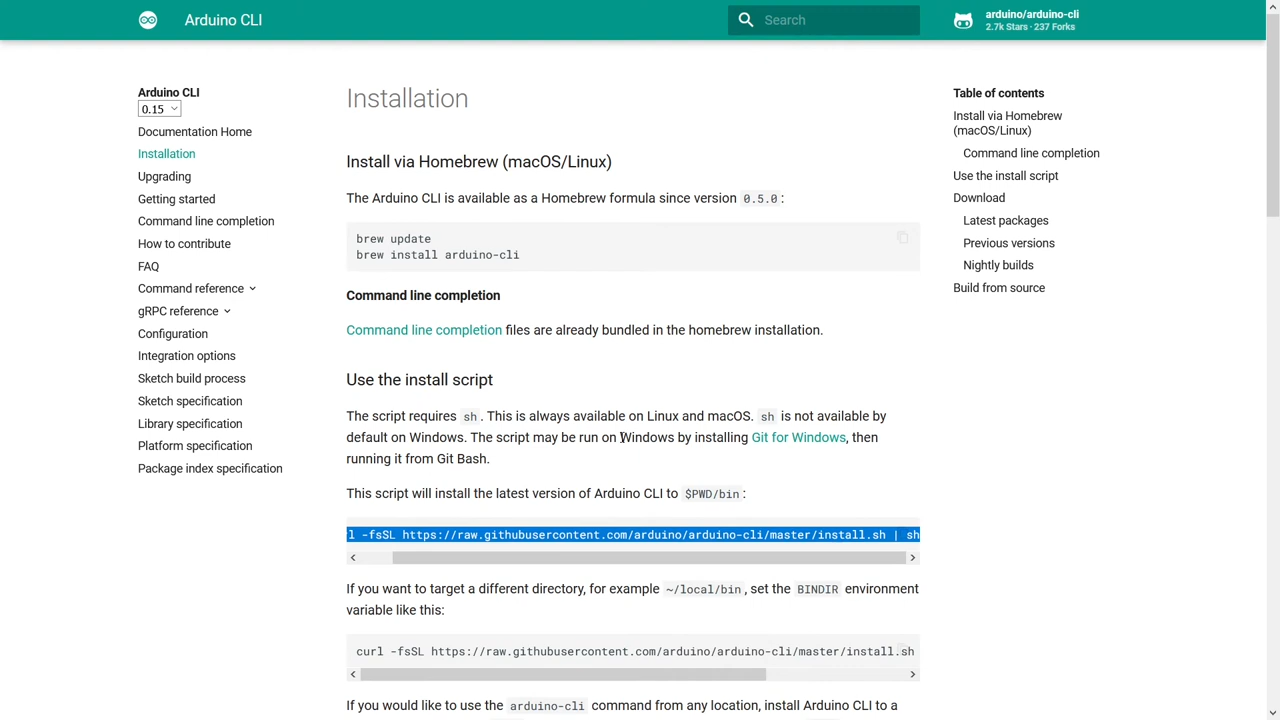 Arduino CLI
Search
arduino/arduino-cli
2.7k Stars · 237 Forks
Arduino CLI
0.15
Documentation Home
Installation
Upgrading
Getting started
Command line completion
How to contribute
FAQ
Command reference
gRPC reference
Configuration
Integration options
Sketch build process
Sketch specification
Library specification
Platform specification
Package index specification
Installation
Install via Homebrew (macOS/Linux)
The Arduino CLI is available as a Homebrew formula since version 0.5.0:
brew update
brew install arduino-cli
Command line completion
Command line completion files are already bundled in the homebrew installation.
Use the install script
The script requires sh. This is always available on Linux and macOS. sh is not available by
default on Windows. The script may be run on Windows by installing Git for Windows, then
running it from Git Bash.
This script will install the latest version of Arduino CLI to $PWD/bin:
l -fsSL https://raw.githubusercontent.com/arduino/arduino-cli/master/install.sh | sh
If you want to target a different directory, for example ~/local/bin, set the BINDIR environment
variable like this:
curl -fsSL https://raw.githubusercontent.com/arduino/arduino-cli/master/install.sh
If you would like to use the arduino-cli command from any location, install Arduino CLI to a
Table of contents
Install via Homebrew
(macOS/Linux)
Command line completion
Use the install script
Download
Latest packages
Previous versions
Nightly builds
Build from source